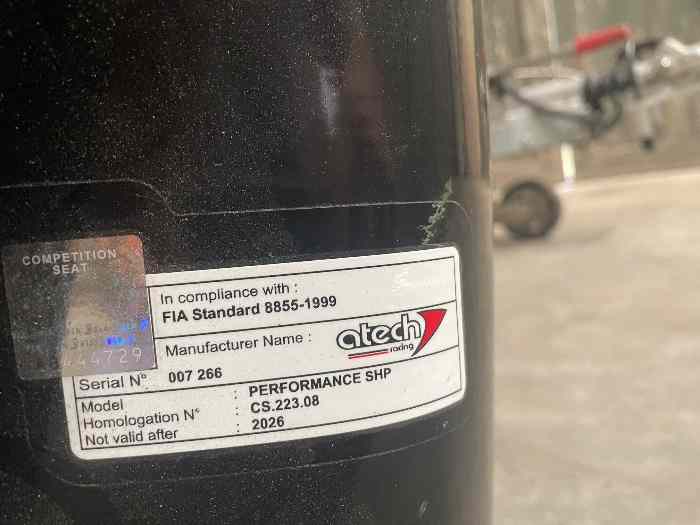 COMPETITION
SEAT
44729
In compliance with :
FIA Standard 8855-1999
Manufacturer Name :
atech
racing
Serial N° 007 266
Model : PERFORMANCE SHP
Homologation N° : CS.223.08
Not valid after : 2026